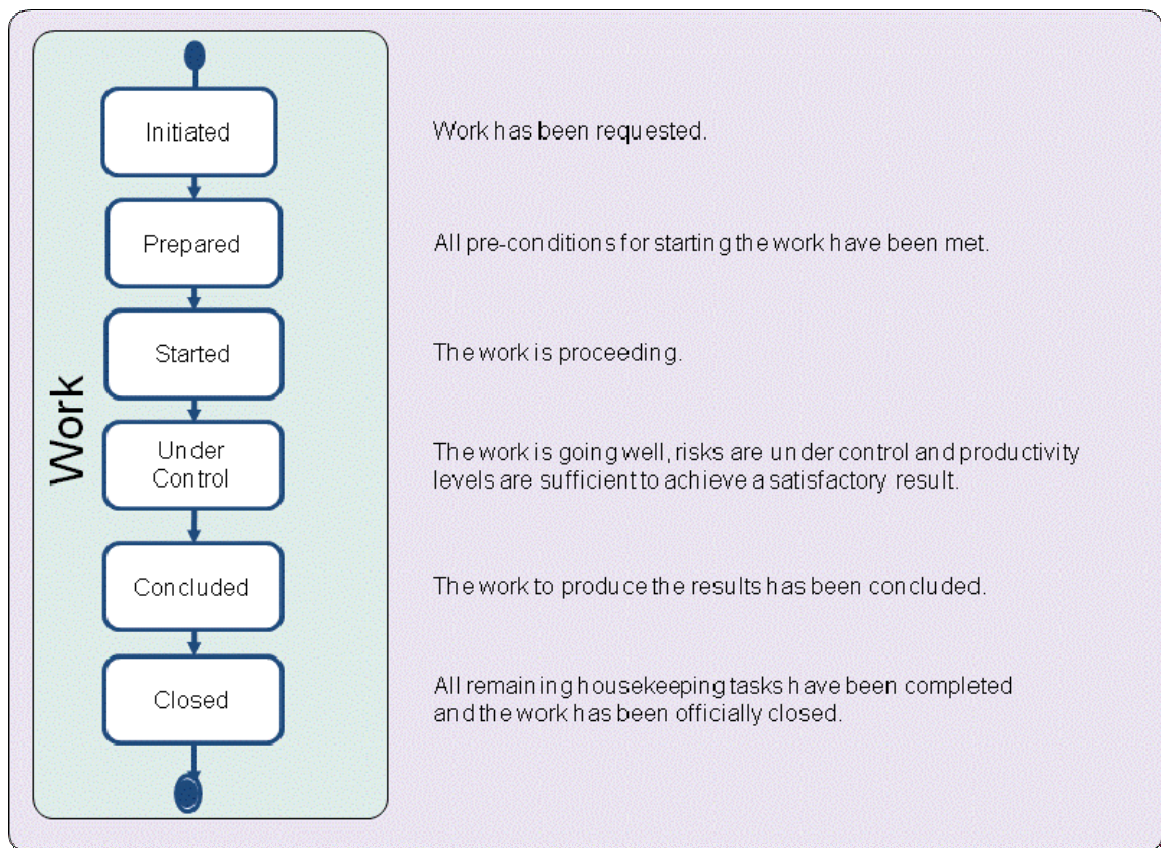 Initiated
Work has been requested.
Prepared
All pre-conditions for starting the work have been met.
Started
The work is proceeding.
Work
Under
Control
The work is going well, risks are under control and productivity
levels are sufficient to achieve a satisfactory result.
Concluded
The work to produce the results has been concluded.
Closed
All remaining housekeeping tasks have been completed
and the work has been officially closed.